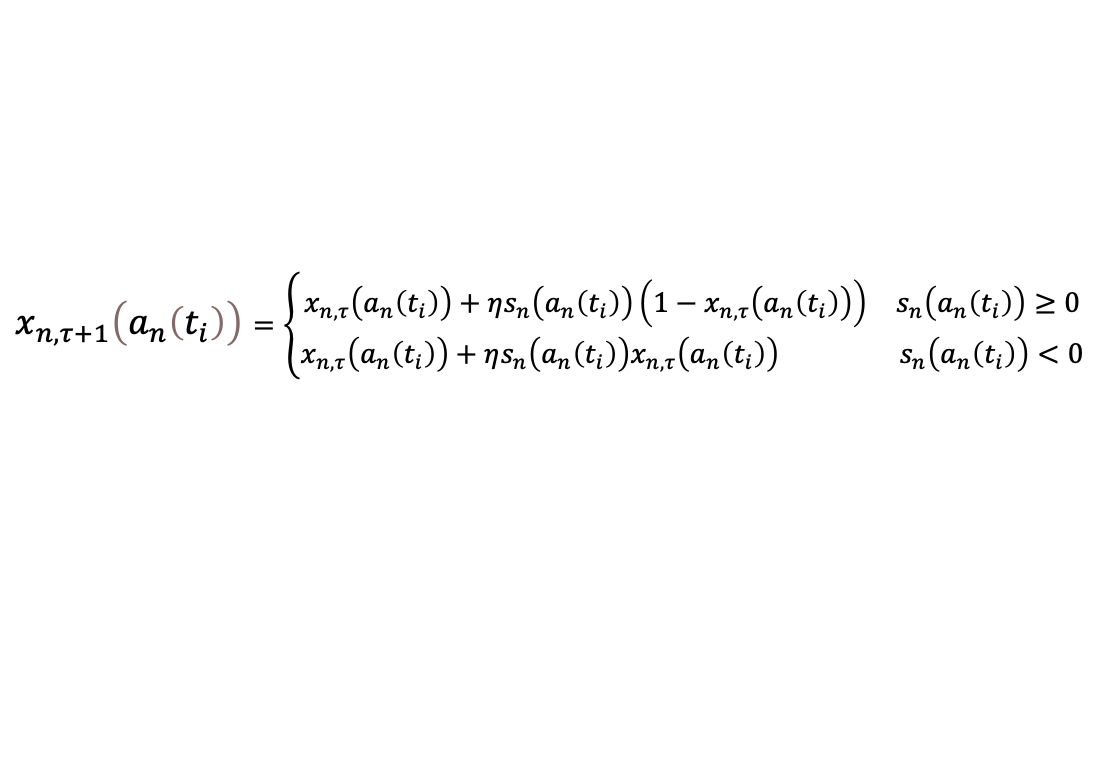 x_{n,τ+1}(a_n(t_i)) = { x_{n,τ}(a_n(t_i)) + ηs_n(a_n(t_i))(1 − x_{n,τ}(a_n(t_i)))   s_n(a_n(t_i)) ≥ 0
x_{n,τ}(a_n(t_i)) + ηs_n(a_n(t_i))x_{n,τ}(a_n(t_i))   s_n(a_n(t_i)) < 0